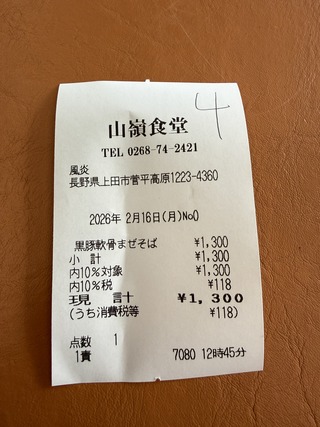 4
山嶺食堂
TEL 0268-74-2421
風炎
長野県上田市菅平高原1223-4360
2026年 2月16日(月)No0
黒豚軟骨まぜそば ¥1,300
小 計 ¥1,300
内10%対象 ¥1,300
内10%税 ¥118
現 計 ¥1,300
(うち消費税等 ¥118)
点数 1
1責 7080 12時45分